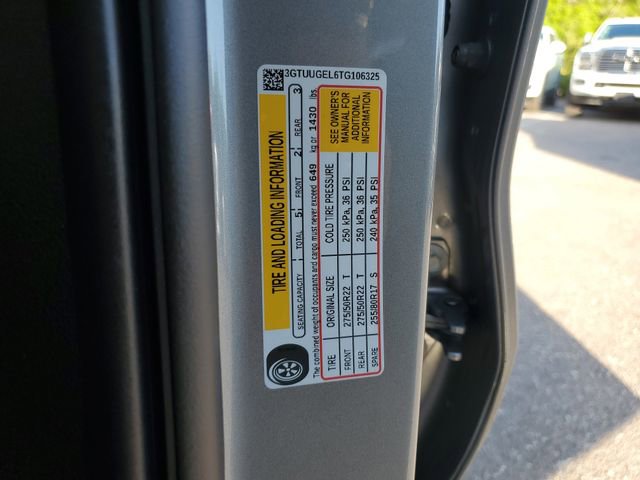 3GTUUGEL6TG106325
TIRE AND LOADING INFORMATION
SEATING CAPACITY TOTAL 5 FRONT 2 REAR 3
The combined weight of occupants and cargo must never exceed 649 kg or 1430 lbs
TIRE ORIGINAL SIZE COLD TIRE PRESSURE
FRONT 275/50R22 T 250 kPa, 36 PSI
REAR 275/50R22 T 250 kPa, 36 PSI
SPARE 255/80R17 S 240 kPa, 35 PSI
SEE OWNER'S
MANUAL FOR
ADDITIONAL
INFORMATION